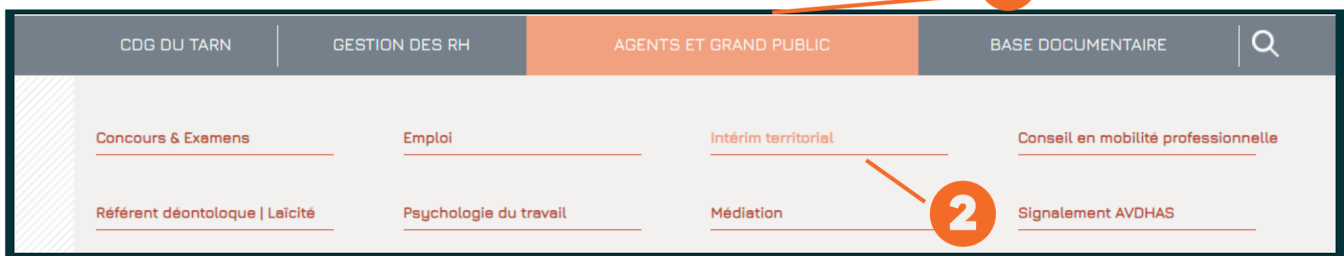 CDG DU TARN GESTION DES RH AGENTS ET GRAND PUBLIC BASE DOCUMENTAIRE
Concours & Examens Emploi Intérim territorial Conseil en mobilité professionnelle
Référent déontoloque | Laïcité Psychologie du travail Médiation Signalement AVDHAS
2